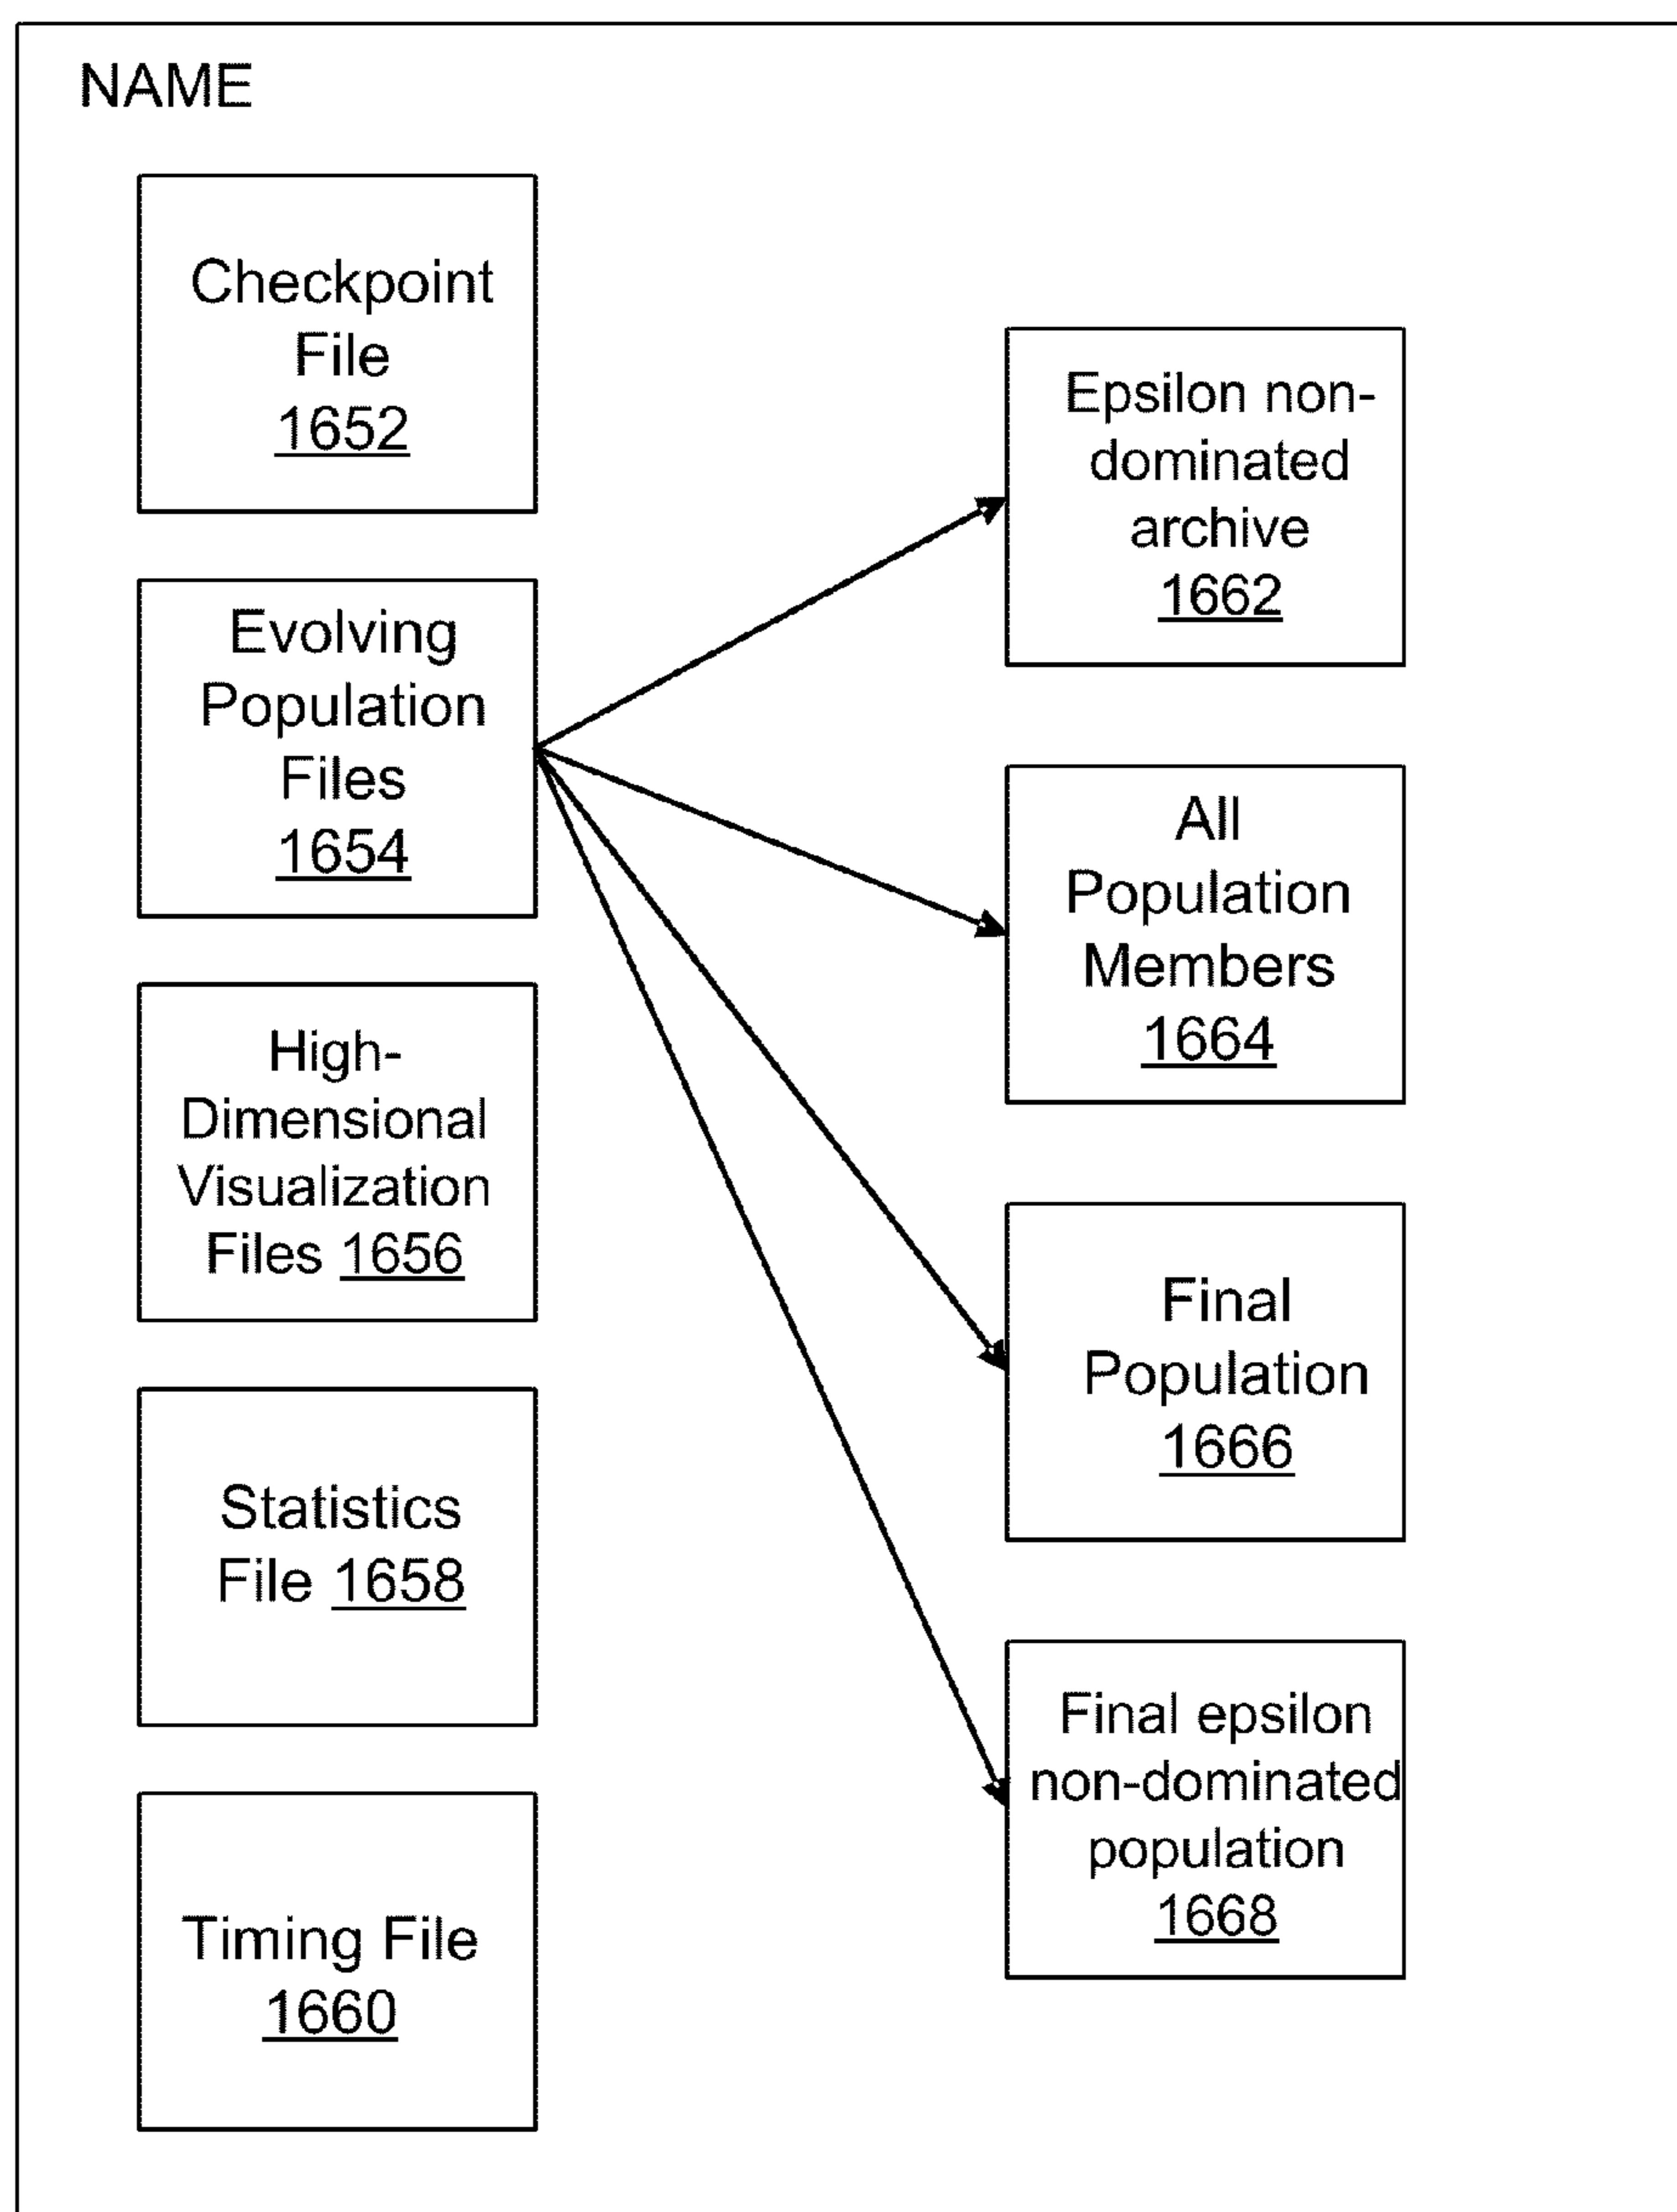 NAME
Checkpoint
File
1652
Evolving
Population
Files
1654
High-
Dimensional
Visualization
Files 1656
Statistics
File 1658
Timing File
1660
Epsilon non-
dominated
archive
1662
All
Population
Members
1664
Final
Population
1666
Final epsilon
non-dominated
population
1668